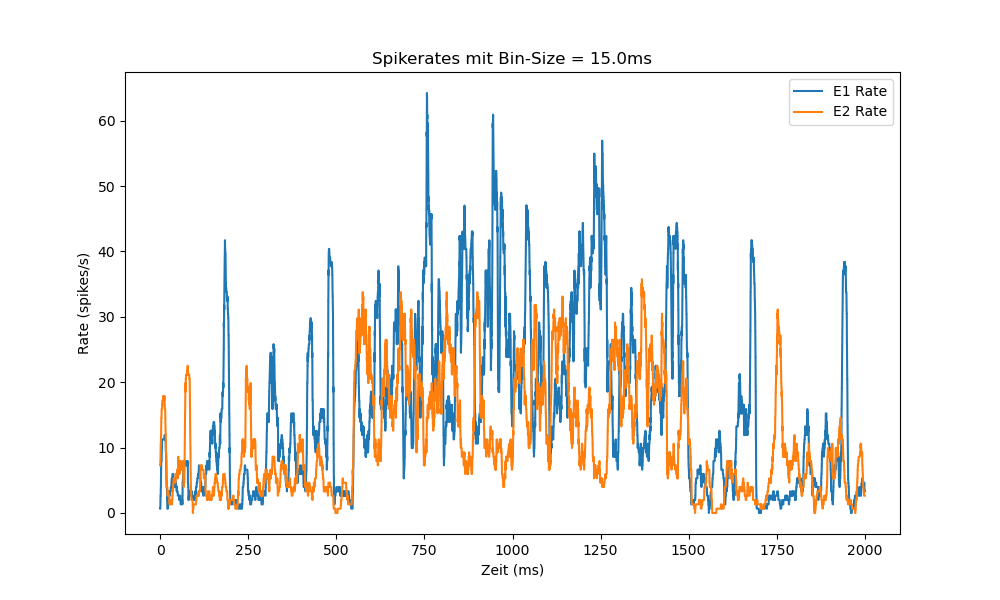 Spikerates mit Bin-Size = 15.0ms
E1 Rate
E2 Rate
60
50
40
30
20
10
0
Rate (spikes/s)
0 250 500 750 1000 1250 1500 1750 2000
Zeit (ms)